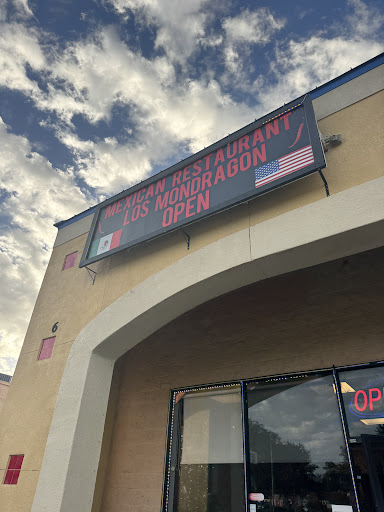 MEXICAN RESTAURANT
LOS MONDRAGON
OPEN
6
OP